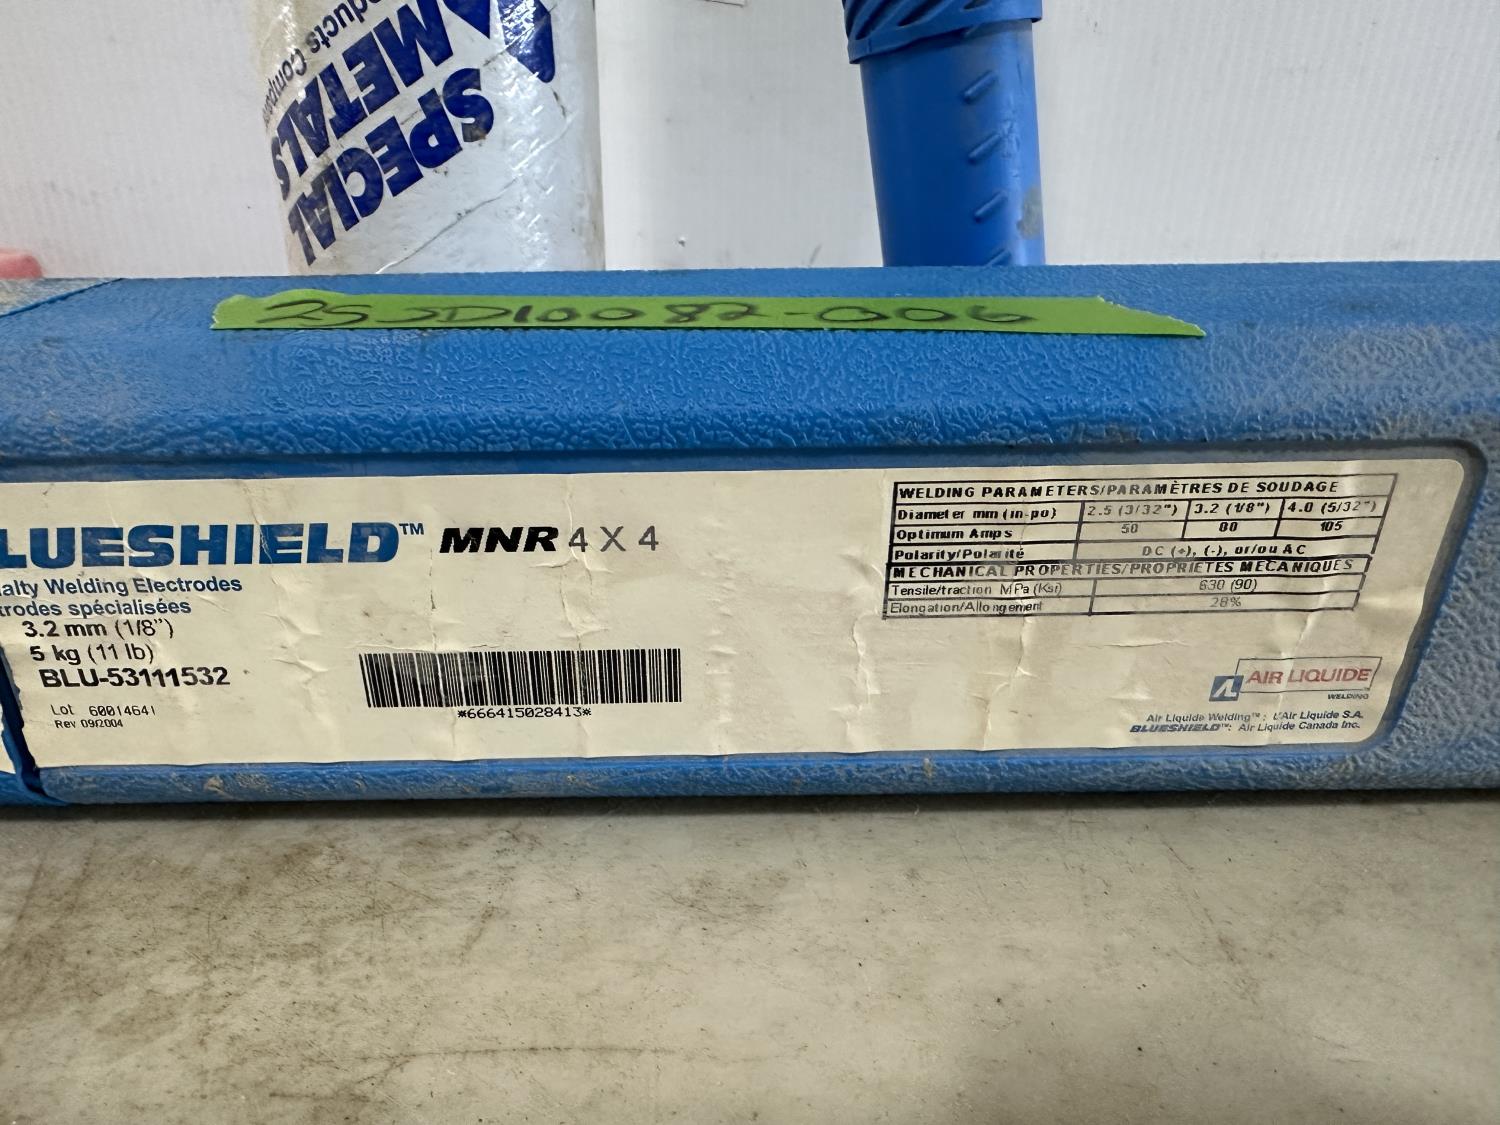 A SPECIAL
METALS
oducts Compan
25JD10082-006
LUESHIELD™ MNR 4 X 4
alty Welding Electrodes
trodes spécialisées
3.2 mm (1/8")
5 kg (11 lb)
BLU-53111532
Lot 60014641
Rev 09/2004
*666415028413*
WELDING PARAMETERS/PARAMÈTRES DE SOUDAGE
Diameter mm (in-po) 2.5 (3/32") 3.2 (1/8") 4.0 (5/32")
Optimum Amps 50 80 105
Polarity/Polarité DC (+), (-), or/ou AC
MECHANICAL PROPERTIES/PROPRIÉTÉS MÉCANIQUES
Tensile/traction MPa (Ksi) 630 (90)
Elongation/Allongement 28%
AIR LIQUIDE
WELDING
Air Liquide Welding™: L'Air Liquide S.A.
BLUESHIELD™: Air Liquide Canada Inc.